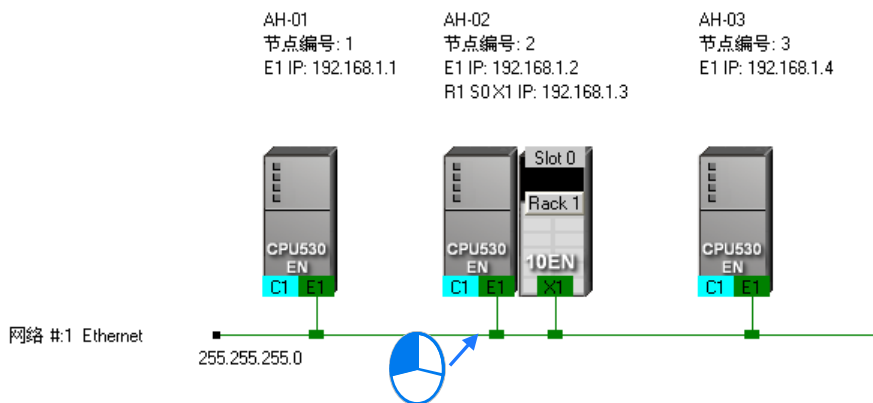 AH-01
节点编号: 1
E1 IP: 192.168.1.1
AH-02
节点编号: 2
E1 IP: 192.168.1.2
R1 S0 X1 IP: 192.168.1.3
AH-03
节点编号: 3
E1 IP: 192.168.1.4
CPU530
EN
C1 E1
CPU530
EN
C1 E1
Slot 0
Rack 1
10EN
X1
CPU530
EN
C1 E1
网络 #:1 Ethernet
255.255.255.0